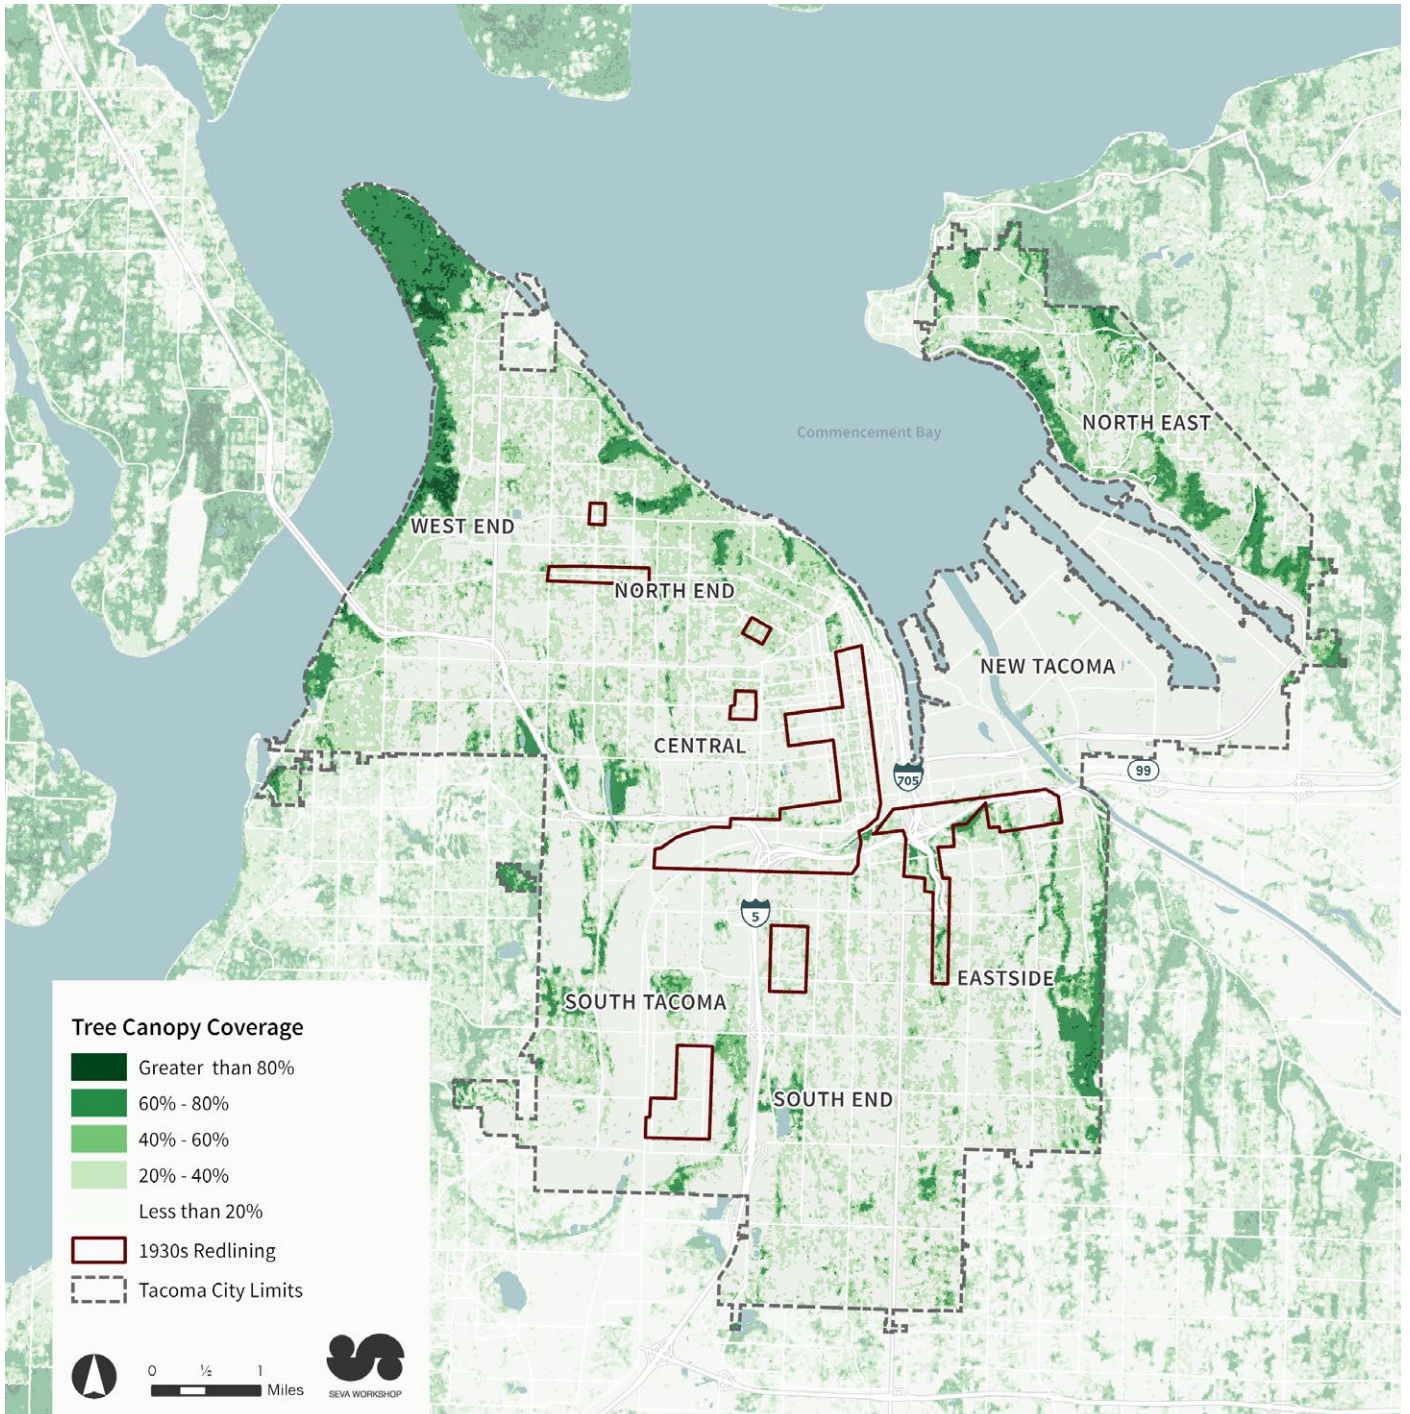 Commencement Bay
NORTH EAST
WEST END
NORTH END
NEW TACOMA
CENTRAL
705
99
5
EASTSIDE
SOUTH TACOMA
SOUTH END
Tree Canopy Coverage
Greater than 80%
60% - 80%
40% - 60%
20% - 40%
Less than 20%
1930s Redlining
Tacoma City Limits
0 ½ 1
Miles
SEVA WORKSHOP